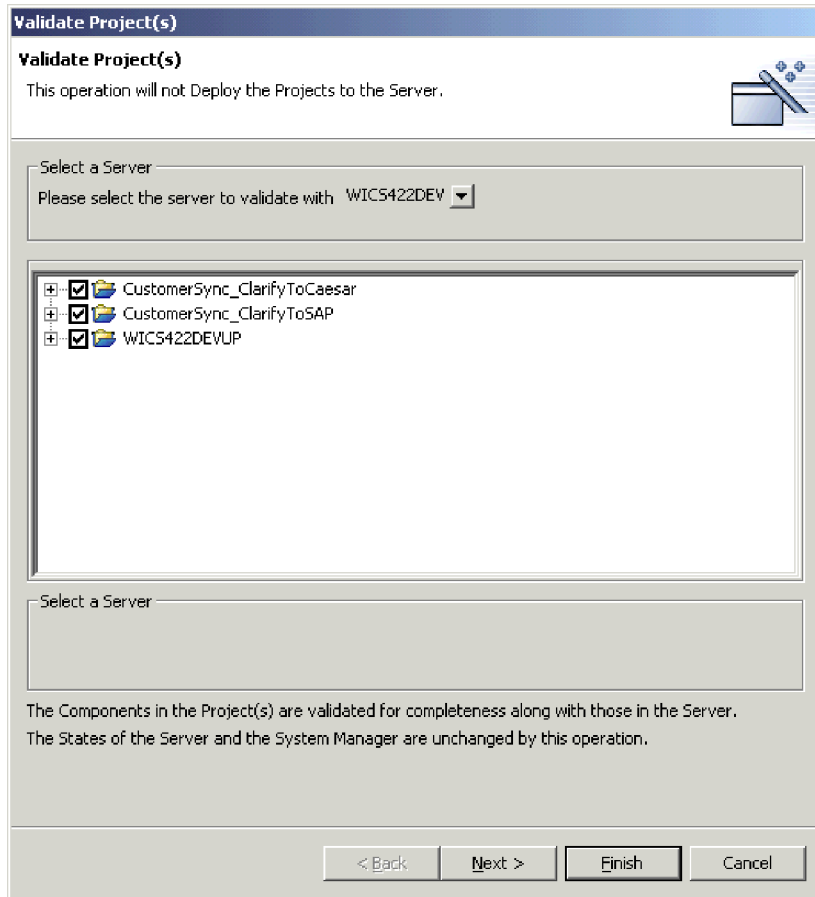 Validate Project(s)
Validate Project(s)
This operation will not Deploy the Projects to the Server.
Select a Server
Please select the server to validate with WICS422DEV
CustomerSync_ClarifyToCaesar
CustomerSync_ClarifyToSAP
WICS422DEVUP
Select a Server
The Components in the Project(s) are validated for completeness along with those in the Server.
The States of the Server and the System Manager are unchanged by this operation.
< Back Next > Finish Cancel